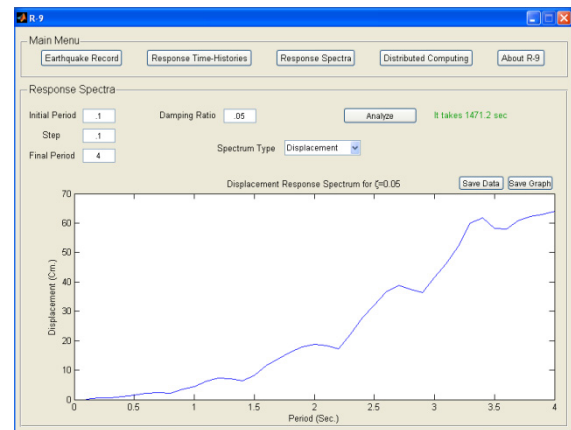 R-9
Main Menu
Earthquake Record Response Time-Histories Response Spectra Distributed Computing About R-9
Response Spectra
Initial Period .1 Damping Ratio .05 Analyze It takes 1471.2 sec
Step .1
Spectrum Type Displacement
Final Period 4
Displacement Response Spectrum for ζ=0.05 Save Data Save Graph
70
60
50
40
30
20
10
0
Displacement (Cm.)
0 0.5 1 1.5 2 2.5 3 3.5 4
Period (Sec.)